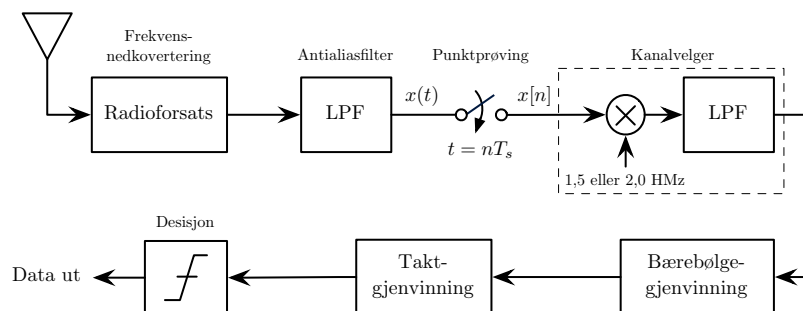 Frekvens-
nedkovertering
Antialiasfilter
Punktprøving
Kanalvelger
Radioforsats
LPF
x(t)
x[n]
LPF
t = nTₛ
1,5 eller 2,0 HMz
Desisjon
Data ut
Takt-
gjenvinning
Bærebølge-
gjenvinning